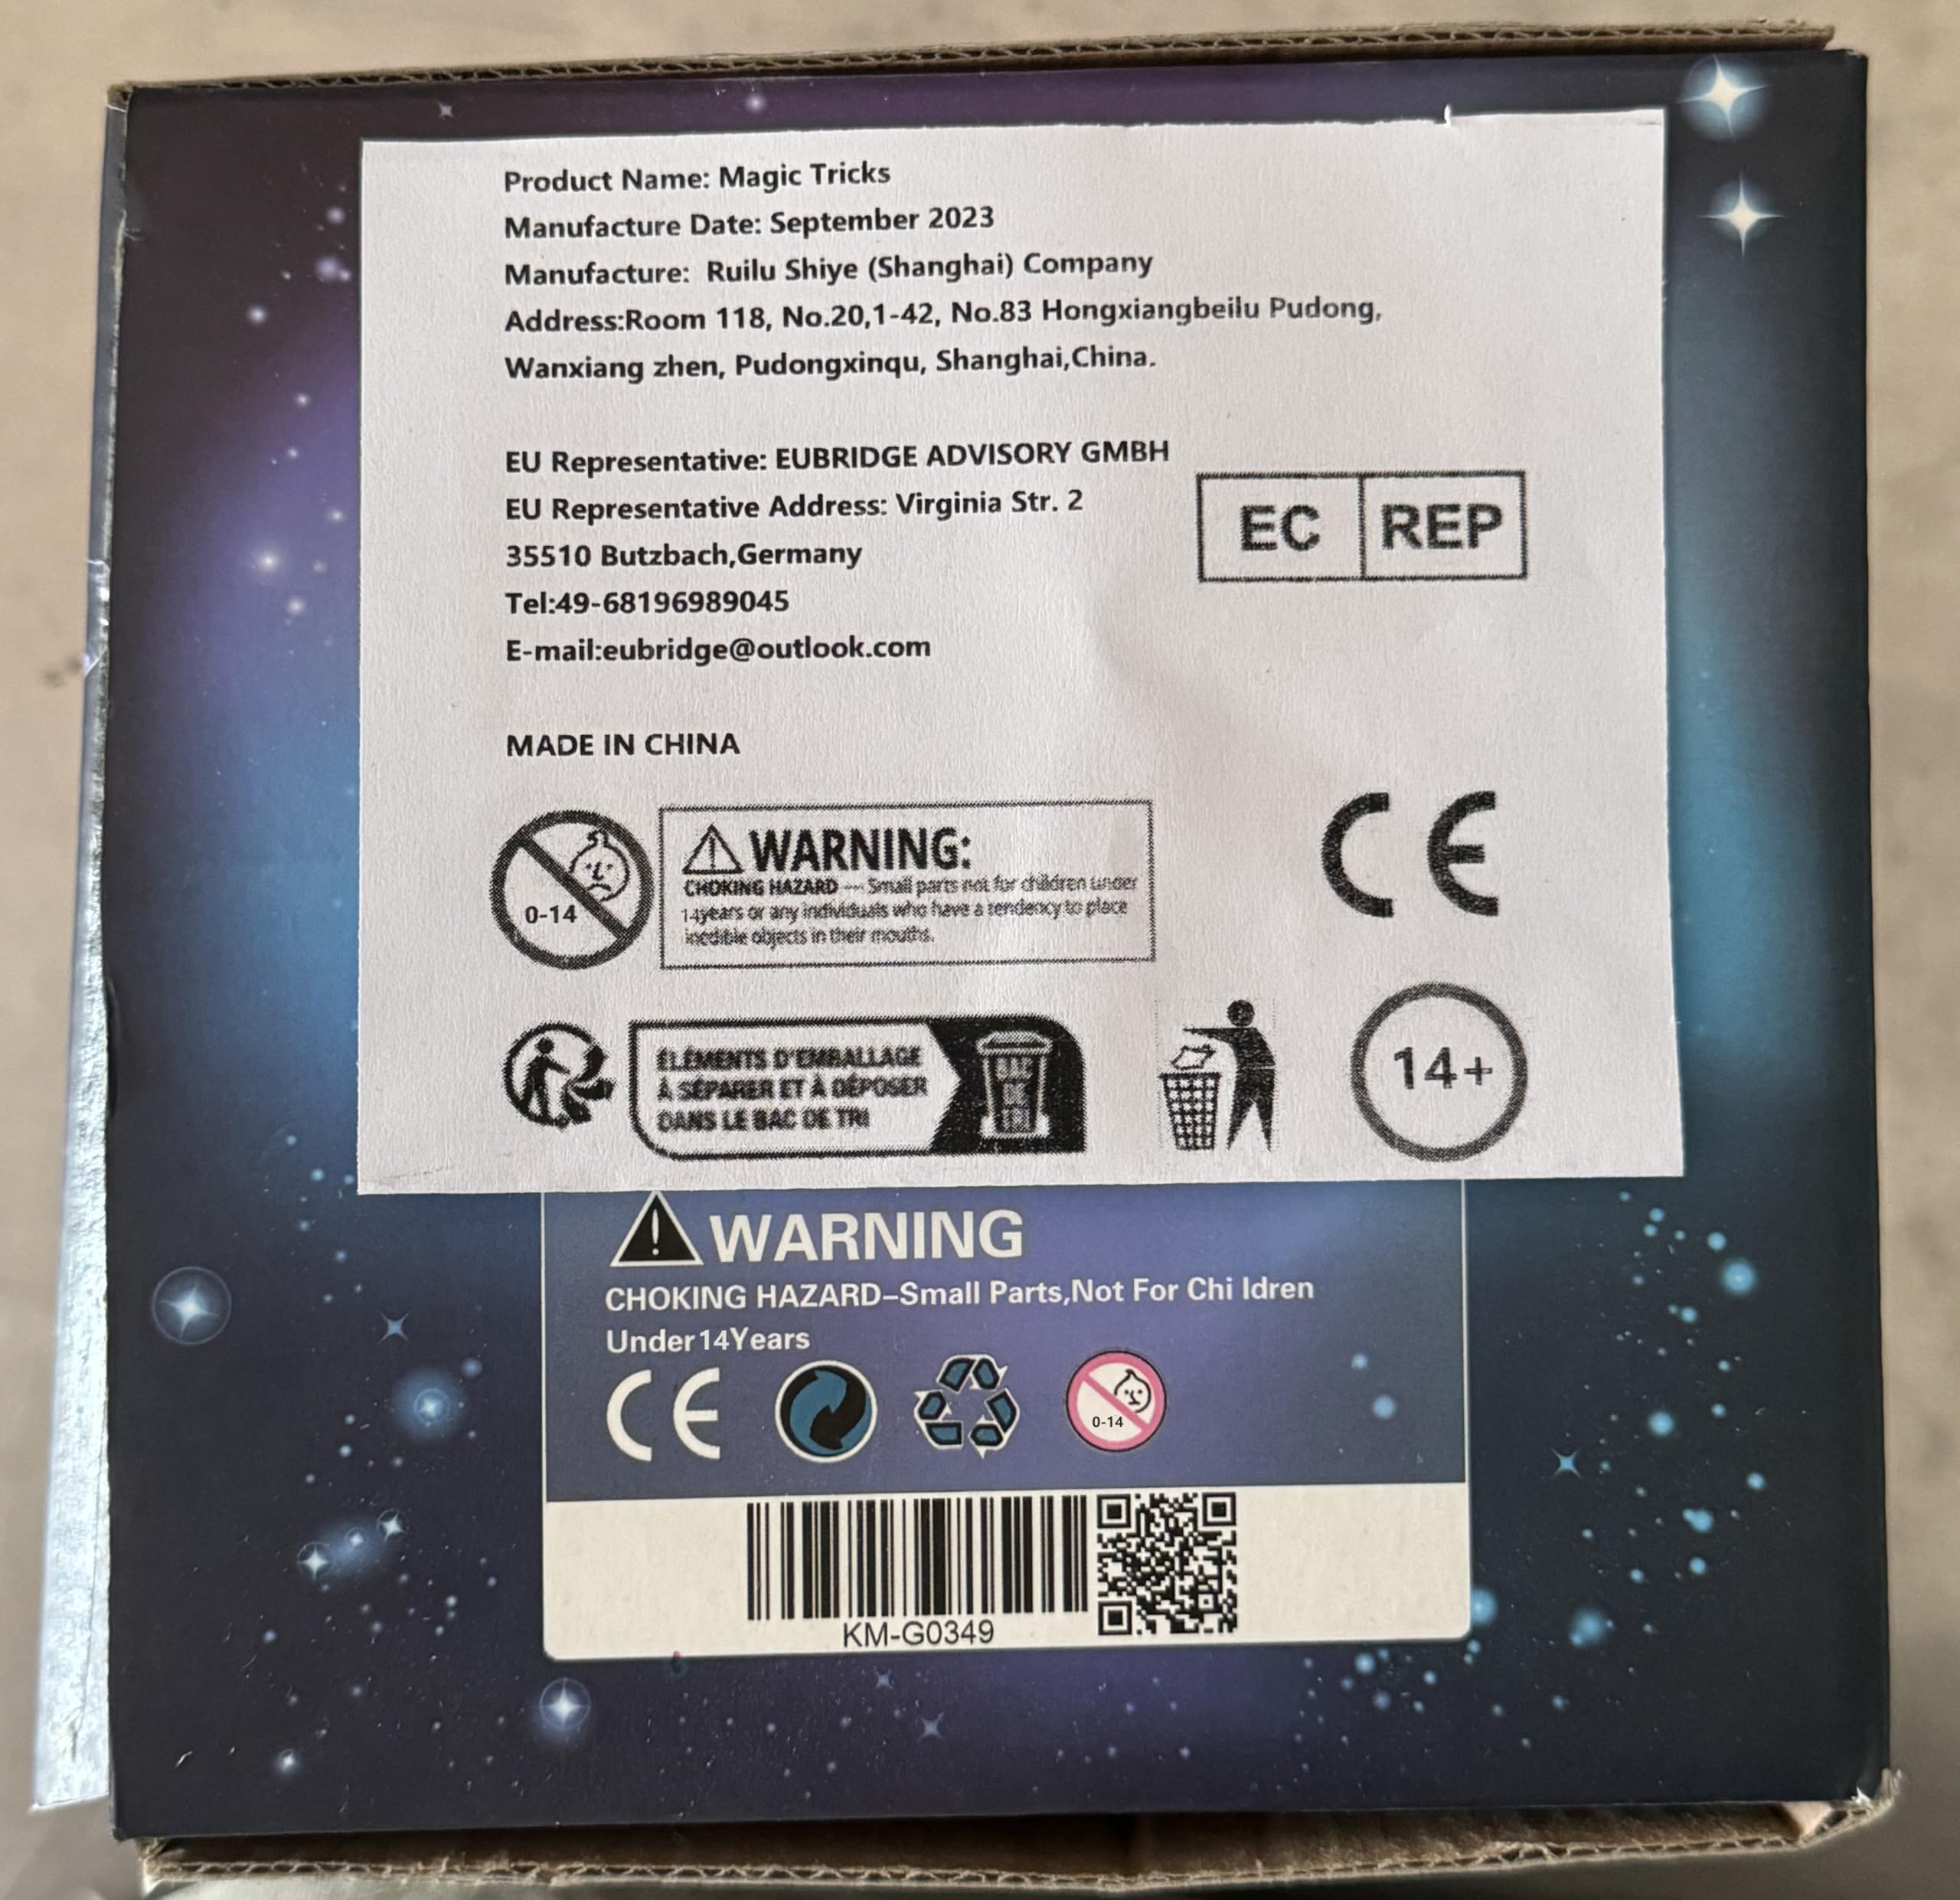 Product Name: Magic Tricks
Manufacture Date: September 2023
Manufacture: Ruilu Shiye (Shanghai) Company
Address:Room 118, No.20,1-42, No.83 Hongxiangbeilu Pudong,
Wanxiang zhen, Pudongxinqu, Shanghai,China.
EU Representative: EUBRIDGE ADVISORY GMBH
EU Representative Address: Virginia Str. 2
35510 Butzbach,Germany
Tel:49-68196989045
E-mail:eubridge@outlook.com
EC REP
MADE IN CHINA
0-14
WARNING:
CHOKING HAZARD --- Small parts not for children under
14years or any individuals who have a tendency to place
inedible objects in their mouths.
CE
ÉLÉMENTS D'EMBALLAGE
À SÉPARER ET À DÉPOSER
DANS LE BAC DE TRI
14+
WARNING
CHOKING HAZARD–Small Parts,Not For Chi ldren
Under14Years
CE
0-14
KM-G0349